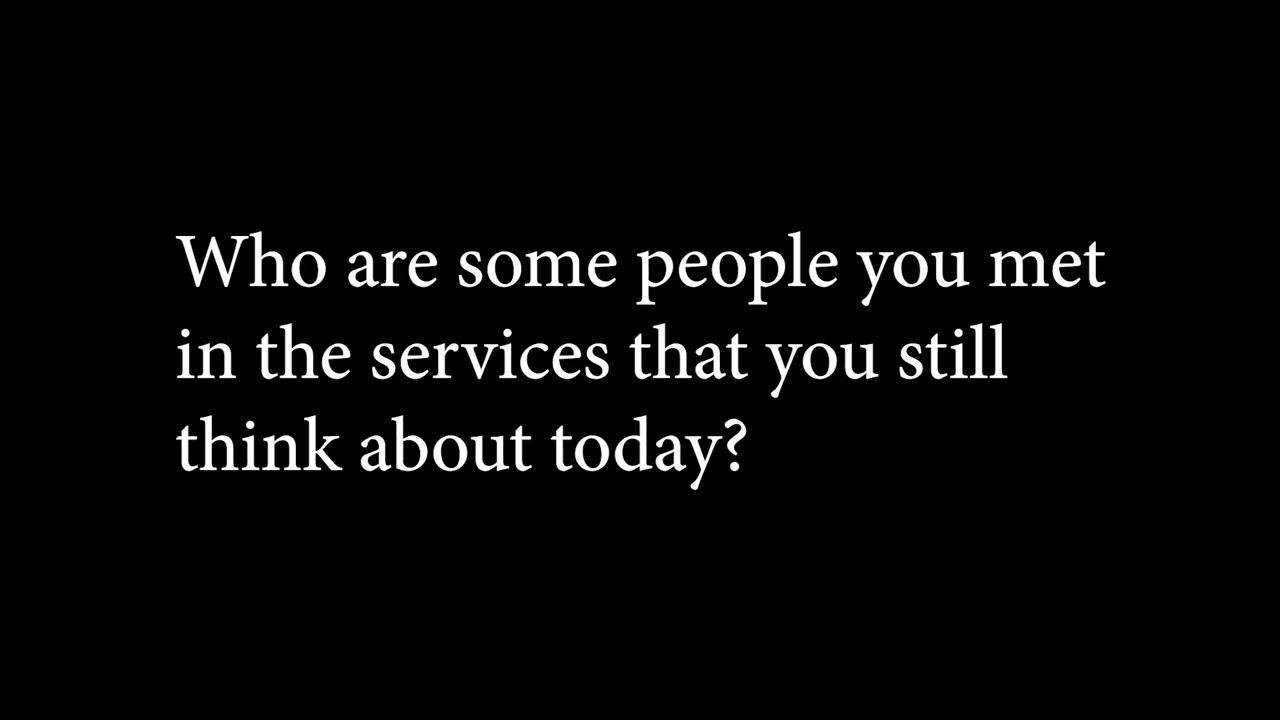 Who are some people you met
in the services that you still
think about today?